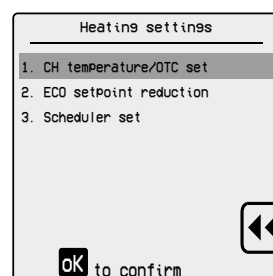 Heating settings
1. CH temperature/OTC set
2. ECO setpoint reduction
3. Scheduler set
OK to confirm